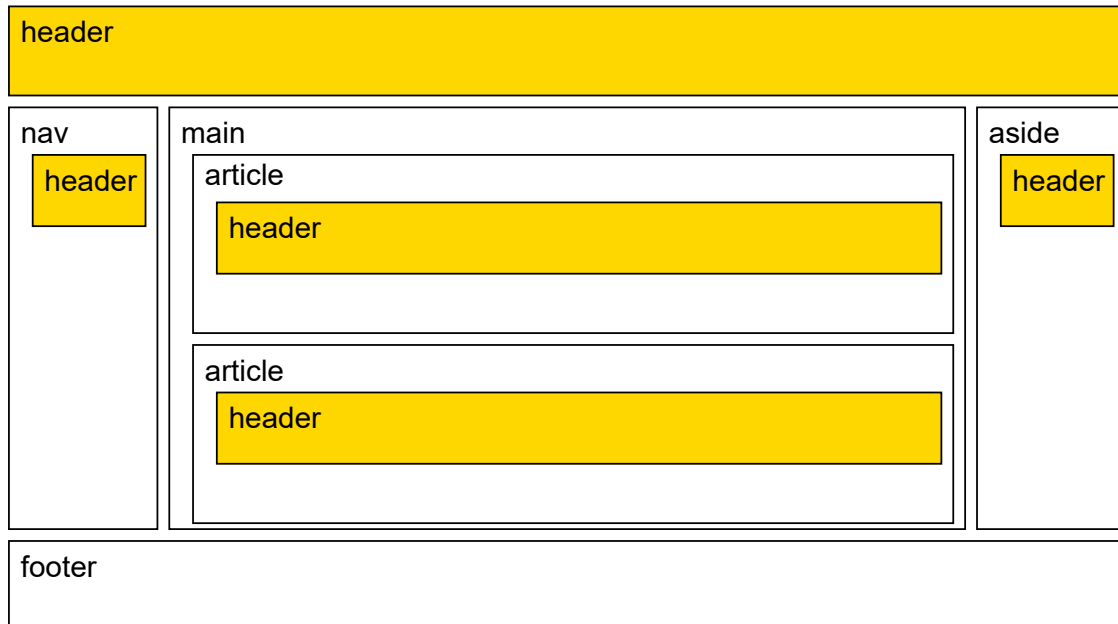 header
nav
header
main
article
header
article
header
aside
header
footer